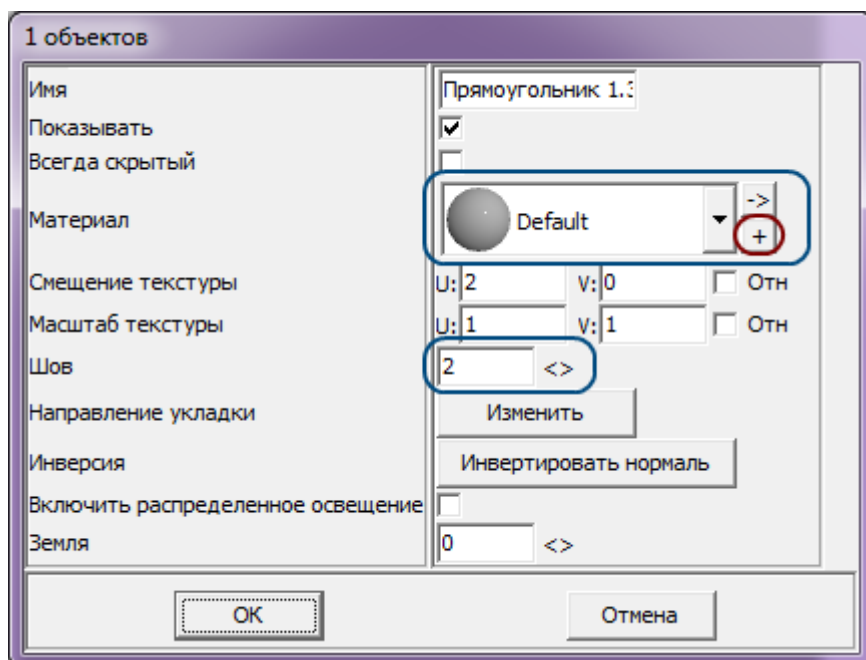 1 объектов
Имя Прямоугольник 1.3
Показывать
Всегда скрытый
Материал Default -> +
Смещение текстуры U: 2 V: 0 Отн
Масштаб текстуры U: 1 V: 1 Отн
Шов 2 <>
Направление укладки Изменить
Инверсия Инвертировать нормаль
Включить распределенное освещение
Земля 0 <>
OK Отмена